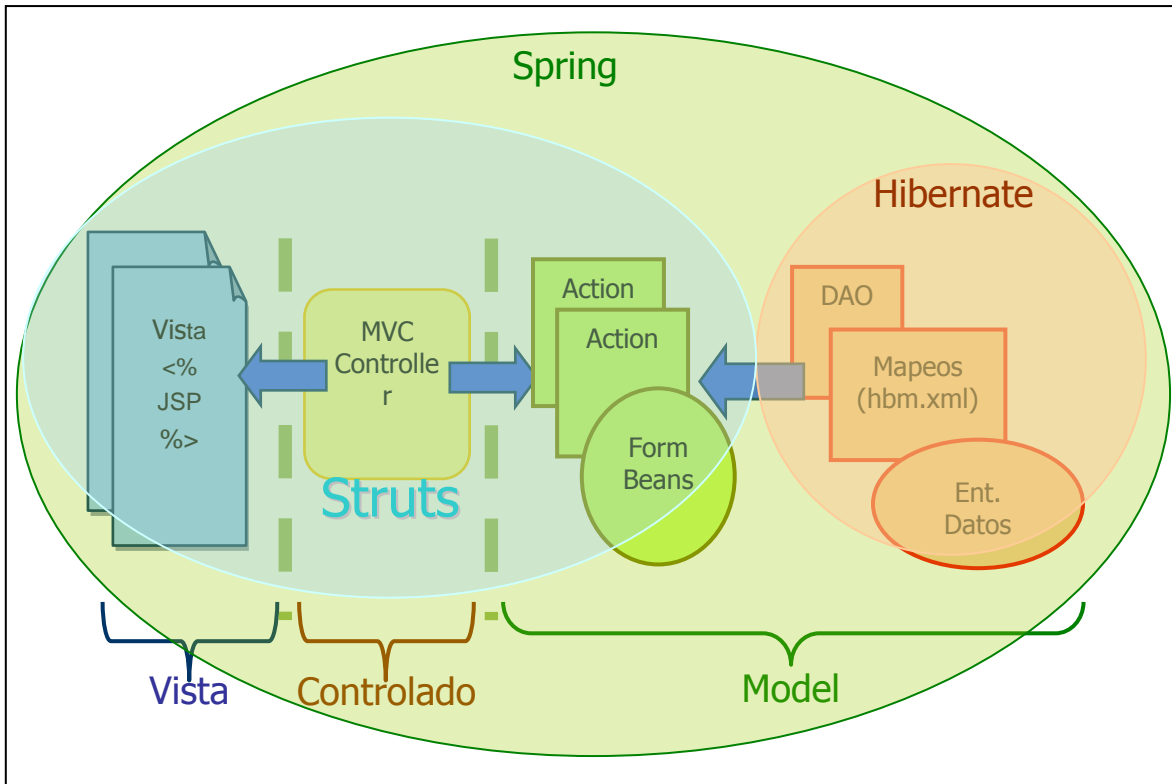 Spring
Hibernate
Vista
<%
JSP
%>
MVC
Controlle
r
Struts
Action
Action
Form
Beans
DAO
Mapeos
(hbm.xml)
Ent.
Datos
Vista
Controlado
Model